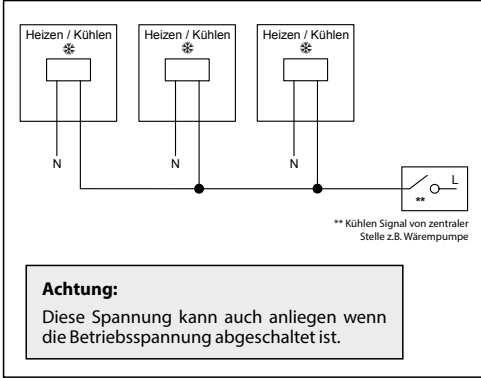 Heizen / Kühlen
Heizen / Kühlen
Heizen / Kühlen
N
N
N
L
**
** Kühlen Signal von zentraler
Stelle z.B. Wärempumpe
Achtung:
Diese Spannung kann auch anliegen wenn
die Betriebsspannung abgeschaltet ist.